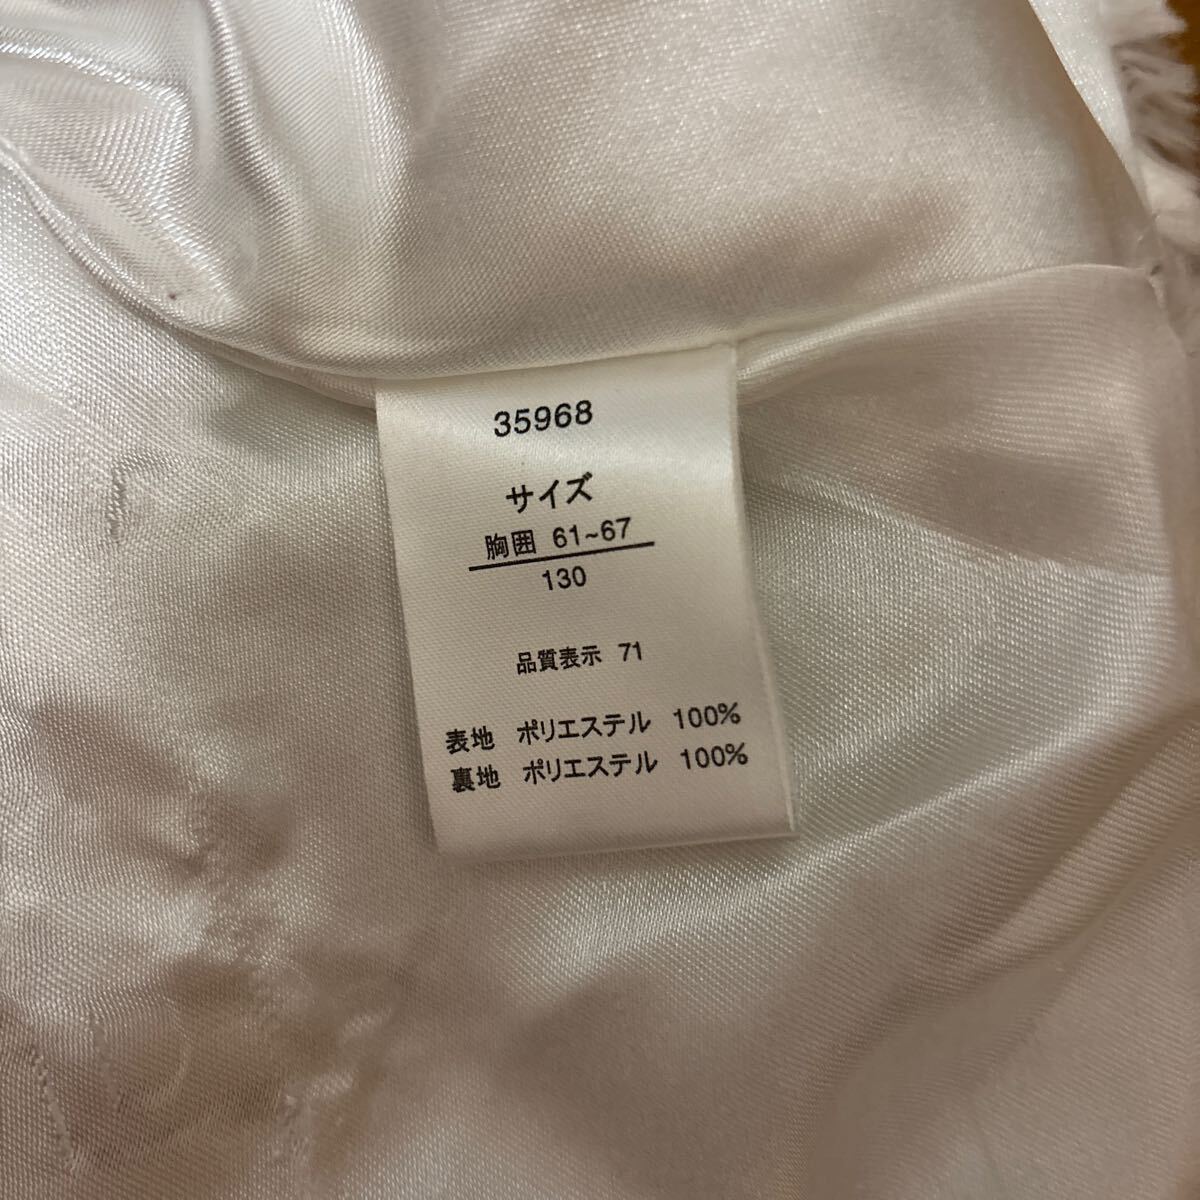 35968
サイズ
胸囲 61~67
130
品質表示 71
表地 ポリエステル 100%
裏地 ポリエステル 100%